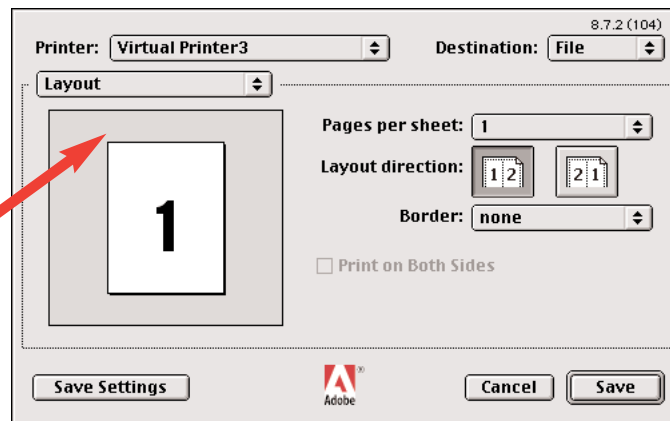 8.7.2 (104)
Printer: Virtual Printer3 Destination: File
Layout
Pages per sheet: 1
Layout direction: 1 2 2 1
1
Border: none
Print on Both Sides
Save Settings Adobe® Cancel Save